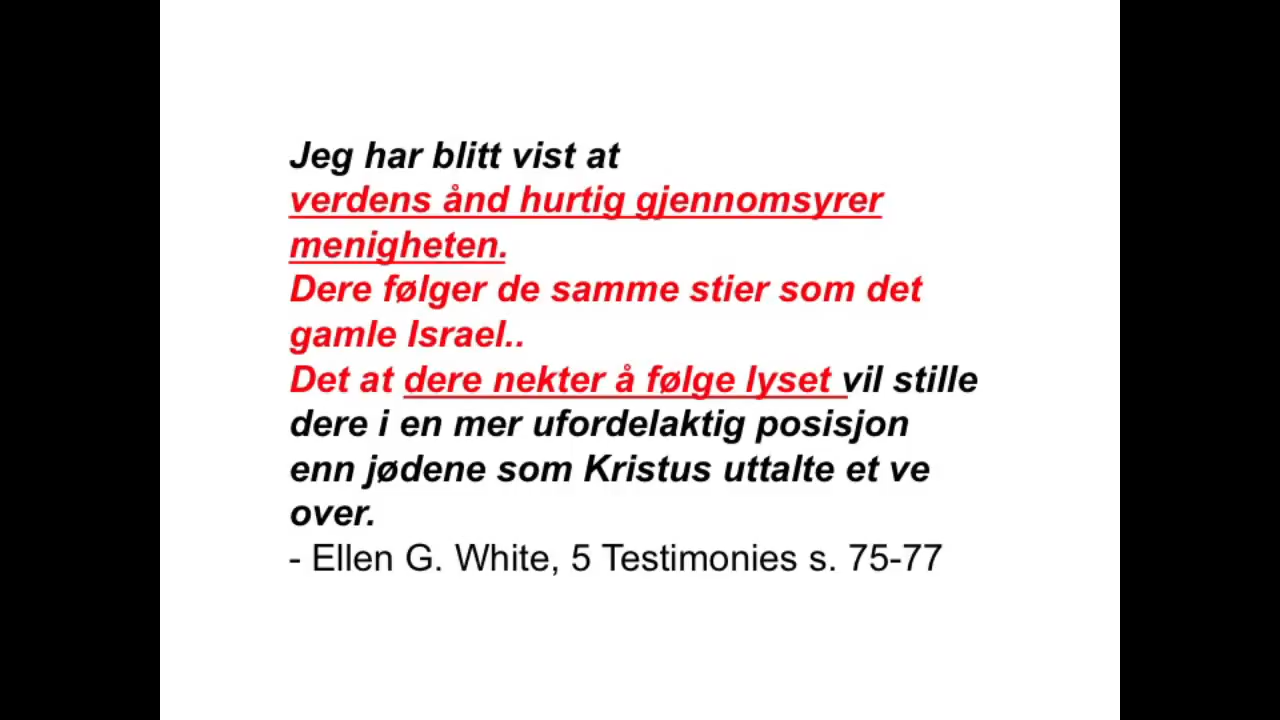 Jeg har blitt vist at
verdens ånd hurtig gjennomsyrer
menigheten.
Dere følger de samme stier som det
gamle Israel..
Det at dere nekter å følge lyset vil stille
dere i en mer ufordelaktig posisjon
enn jødene som Kristus uttalte et ve
over.
- Ellen G. White, 5 Testimonies s. 75-77